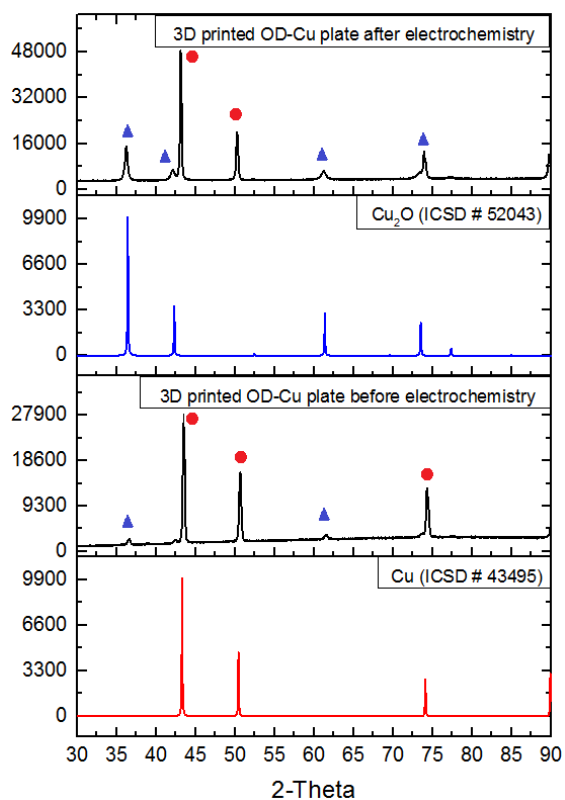 3D printed OD-Cu plate after electrochemistry
48000
32000
16000
0
Cu₂O (ICSD # 52043)
9900
6600
3300
0
3D printed OD-Cu plate before electrochemistry
27900
18600
9300
0
Cu (ICSD # 43495)
9900
6600
3300
0
30 35 40 45 50 55 60 65 70 75 80 85 90
2-Theta